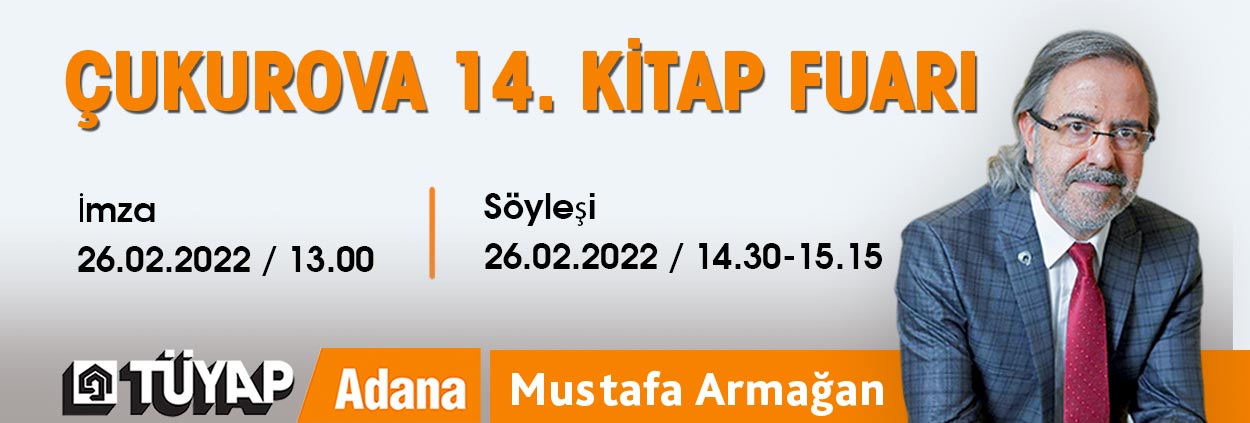 ÇUKUROVA 14. KİTAP FUARI
İmza
26.02.2022 / 13.00
Söyleşi
26.02.2022 / 14.30-15.15
TÜYAP
Adana
Mustafa Armağan